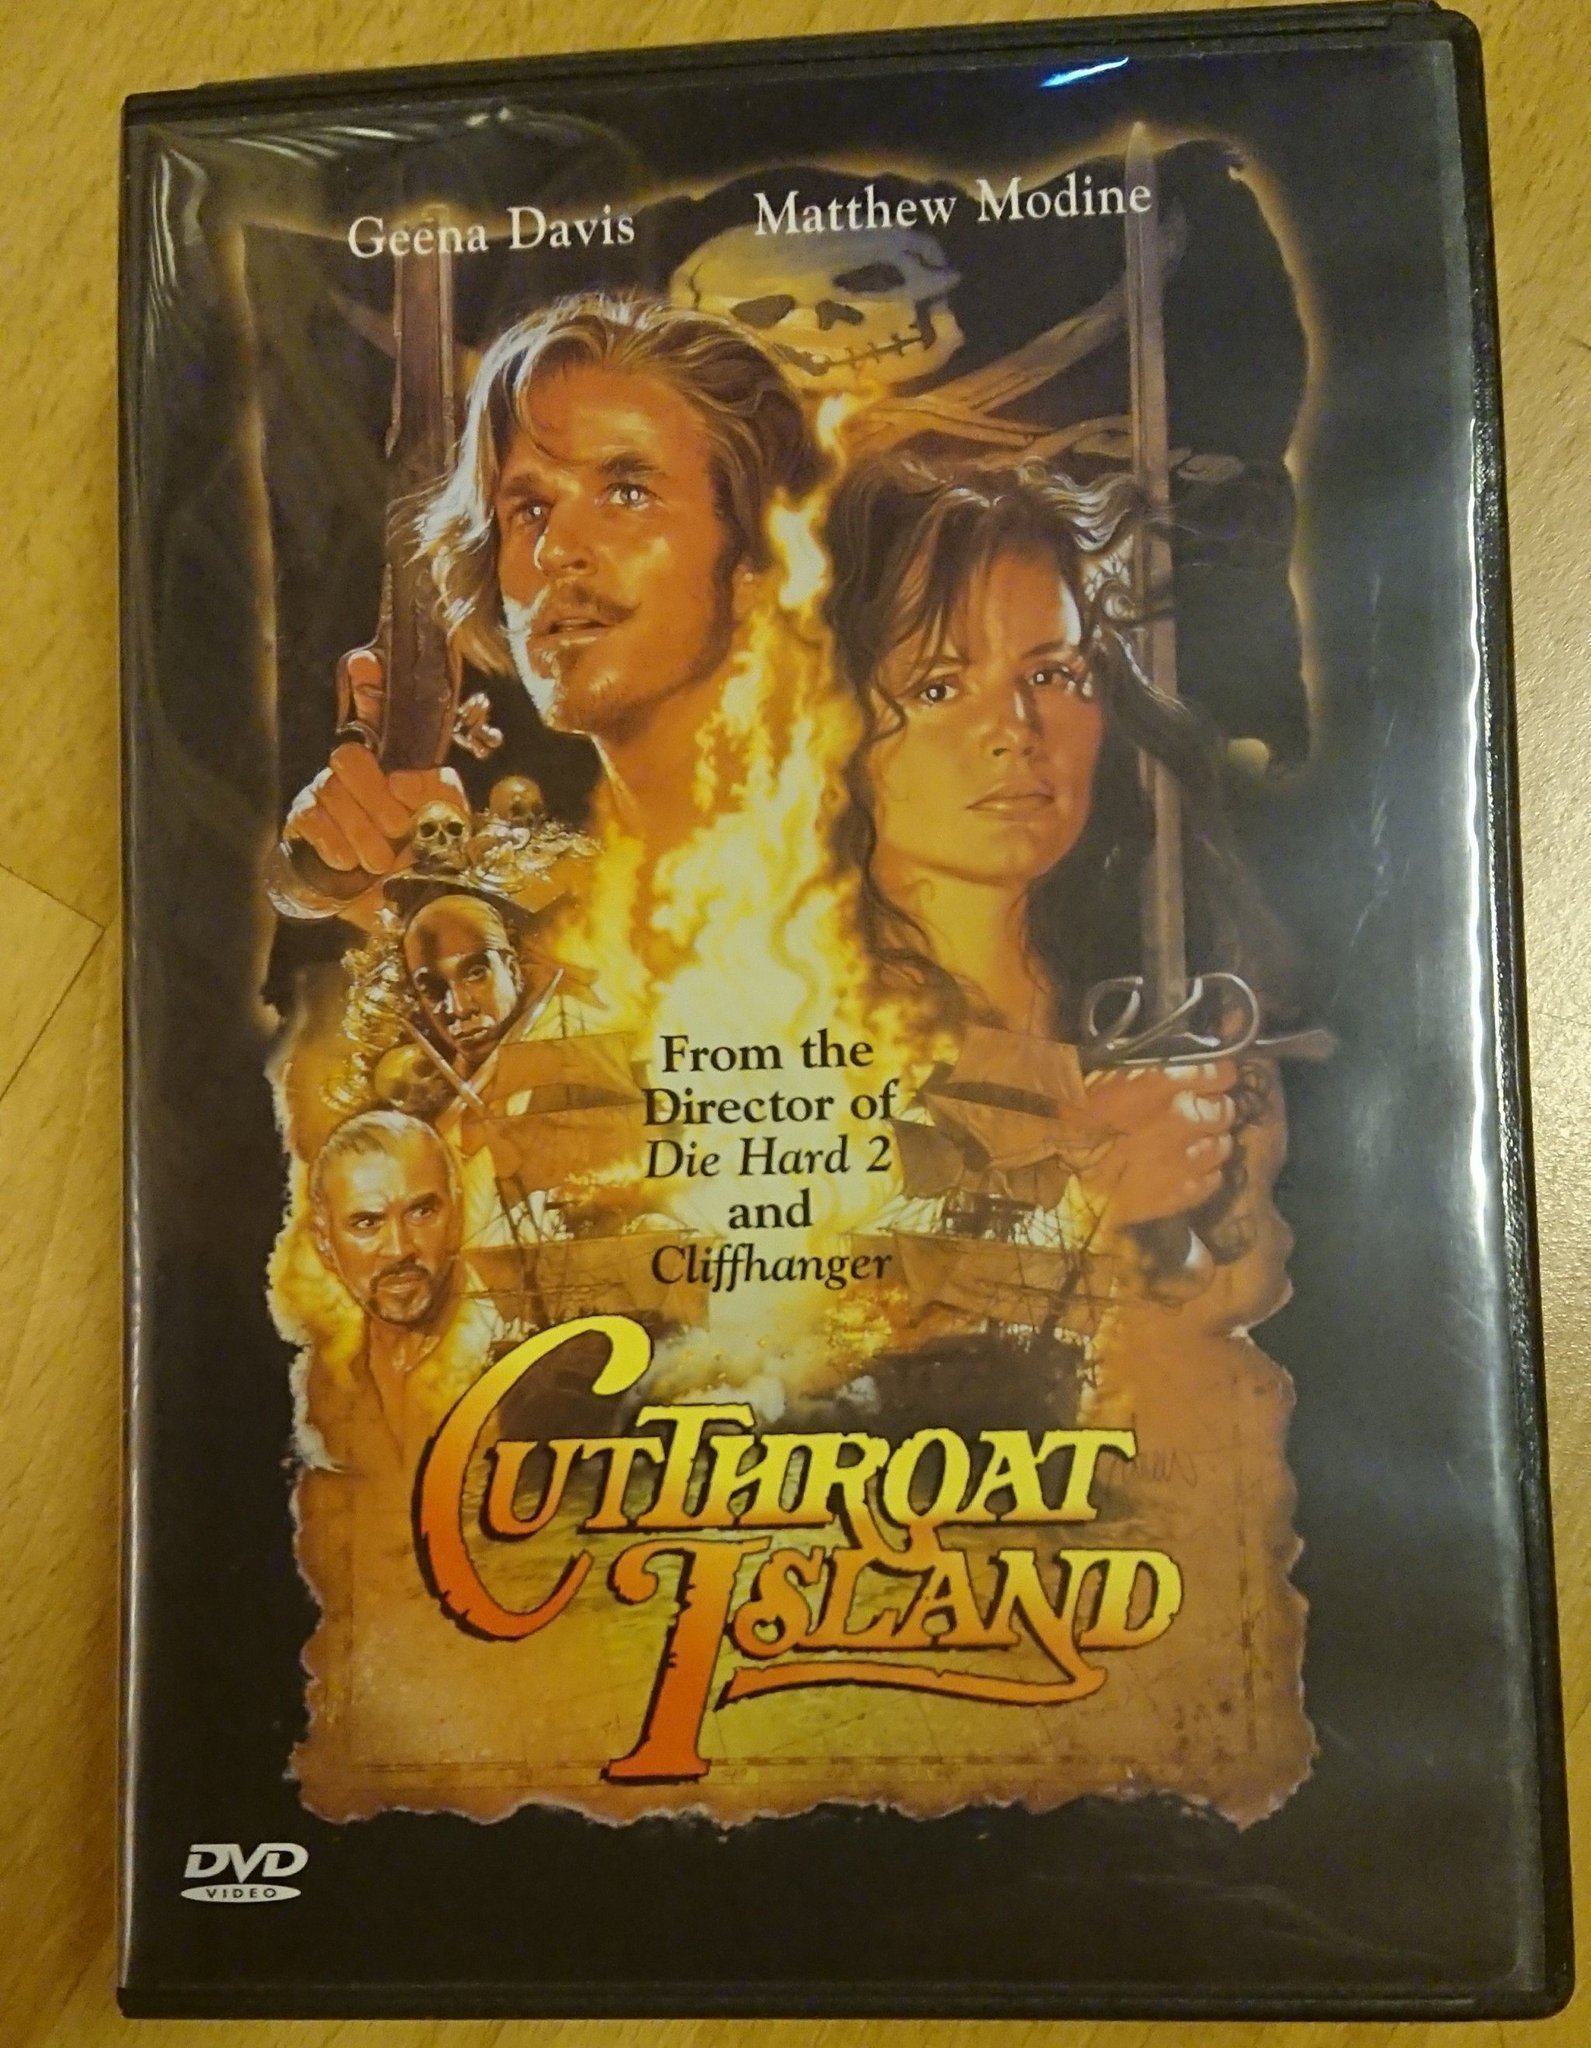 Geena Davis
Matthew Modine
From the
Director of
Die Hard 2
and
Cliffhanger
CUTTHROAT
ISLAND
DVD
VIDEO